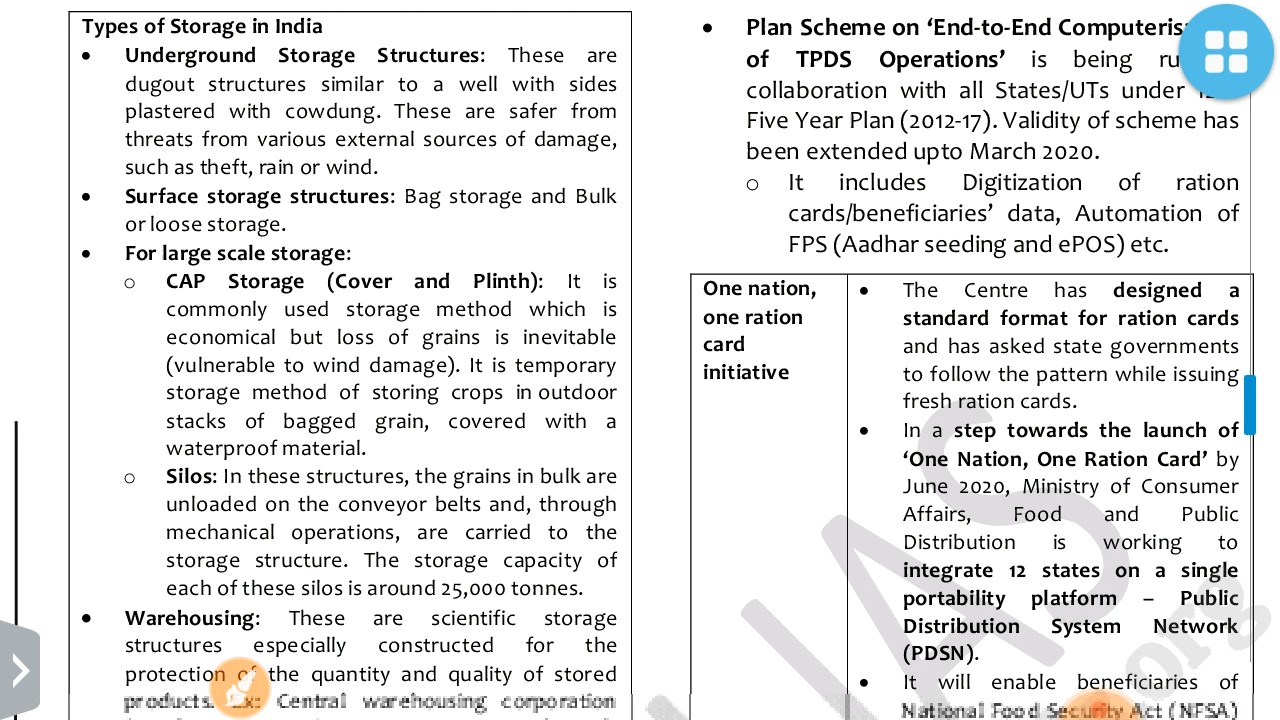 Types of Storage in India
• Underground Storage Structures: These are
dugout structures similar to a well with sides
plastered with cowdung. These are safer from
threats from various external sources of damage,
such as theft, rain or wind.
• Surface storage structures: Bag storage and Bulk
or loose storage.
• For large scale storage:
o CAP Storage (Cover and Plinth): It is
commonly used storage method which is
economical but loss of grains is inevitable
(vulnerable to wind damage). It is temporary
storage method of storing crops in outdoor
stacks of bagged grain, covered with a
waterproof material.
o Silos: In these structures, the grains in bulk are
unloaded on the conveyor belts and, through
mechanical operations, are carried to the
storage structure. The storage capacity of
each of these silos is around 25,000 tonnes.
• Warehousing: These are scientific storage
structures especially constructed for the
protection of the quantity and quality of stored
products. Ex: Central warehousing corporation
• Plan Scheme on ‘End-to-End
of TPDS Operations’ is being
collaboration with all States/UTs under
Five Year Plan (2012-17). Validity of scheme has
been extended upto March 2020.
o It includes Digitization of ration
cards/beneficiaries’ data, Automation of
FPS (Aadhar seeding and ePOS) etc.
One nation,
one ration
card
initiative
• The Centre has designed a
standard format for ration cards
and has asked state governments
to follow the pattern while issuing
fresh ration cards.
• In a step towards the launch of
‘One Nation, One Ration Card’ by
June 2020, Ministry of Consumer
Affairs, Food and Public
Distribution is working to
integrate 12 states on a single
portability platform – Public
Distribution System Network
(PDSN).
• It will enable beneficiaries of
National Food Security Act (NFSA)
IAS